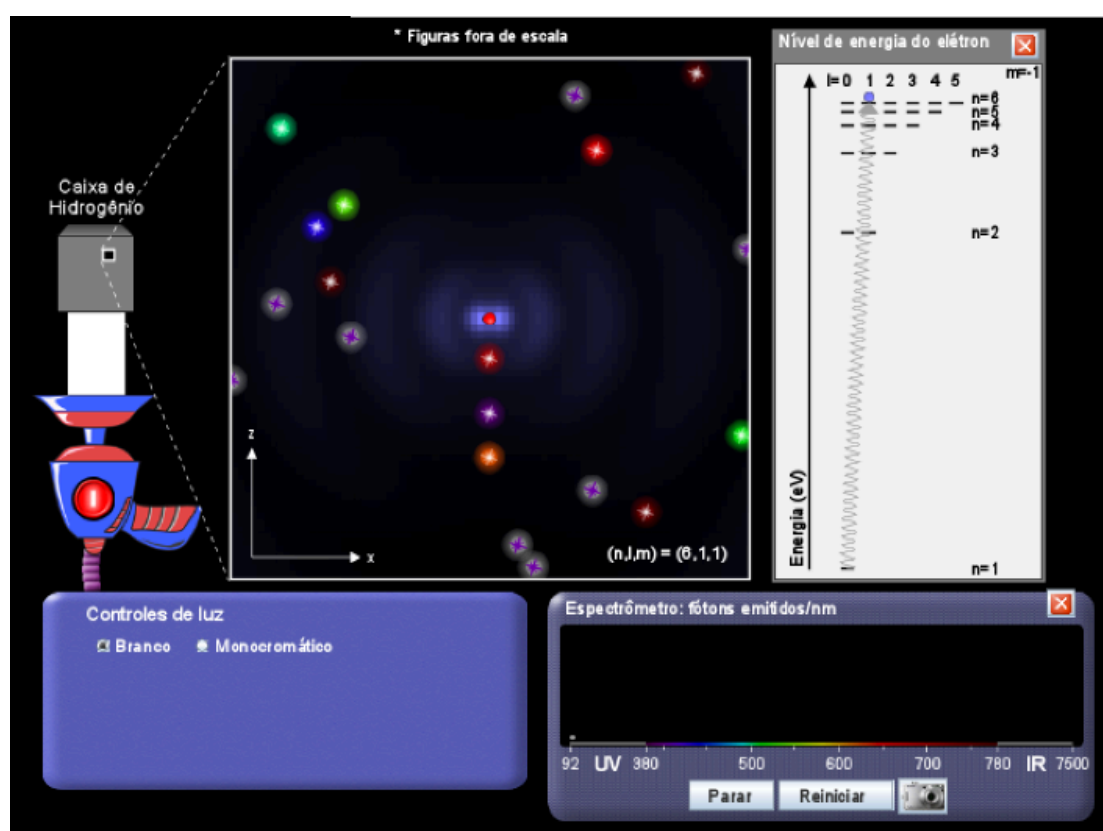 * Figuras fora de escala
Caixa de
Hidrogênio
z
x
(n,l,m) = (6,1,1)
Nível de energia do elétron
l= 0 1 2 3 4 5
m=-1
n=6
n=5
n=4
n=3
n=2
n=1
Energia (eV)
Controles de luz
Branco
Monocromático
Espectrômetro: fótons emitidos/nm
92 UV 380 500 600 700 780 IR 7500
Parar
Reiniciar